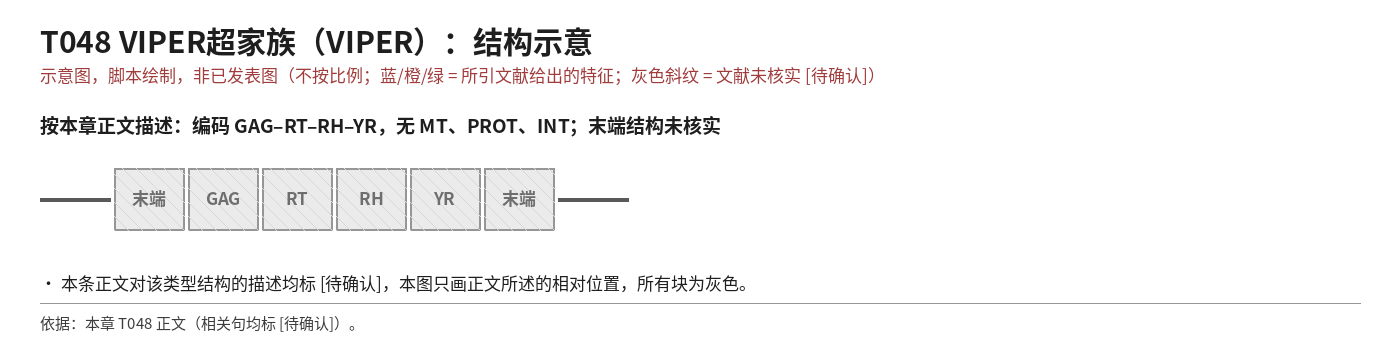 T048 VIPER超家族（VIPER）：结构示意
示意图，脚本绘制，非已发表图（不按比例；蓝/橙/绿 = 所引文献给出的特征；灰色斜纹 = 文献未核实 [待确认]）
按本章正文描述：编码 GAG–RT–RH–YR，无 MT、PROT、INT；末端结构未核实
末端 GAG RT RH YR 末端
・ 本条正文对该类型结构的描述均标 [待确认]，本图只画正文所述的相对位置，所有块为灰色。
依据：本章 T048 正文（相关句均标 [待确认]）。